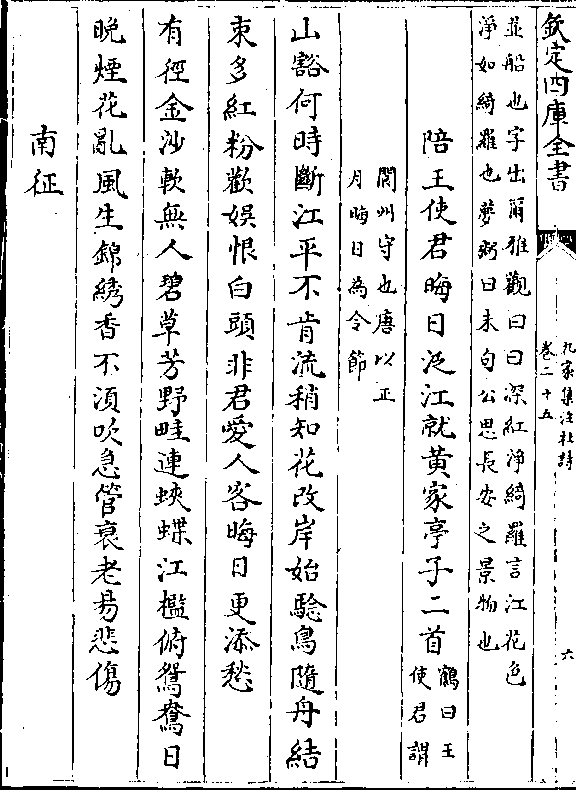 欽定四庫全書
九家集注杜詩
卷二十五
六
並船也字出爾雅觀曰曰深紅淨綺羅言江花色
淨如綺羅也夢弼曰末句公思長安之景物也
陪王使君晦日泛江就黄家亭子二首
鶴曰王
使君謂
閬州守也唐以正
月晦日為令節
山豁何時斷江平不肯流稍知花改岸始騐鳥隨舟結
束多紅粉歡娱恨白頭非君愛人客晦日更添愁
有徑金沙軟無人碧草芳野畦連蛺蝶江檻俯鴛鴦日
晚煙花亂風生錦綉香不湏吹急管衰老易悲傷
南征